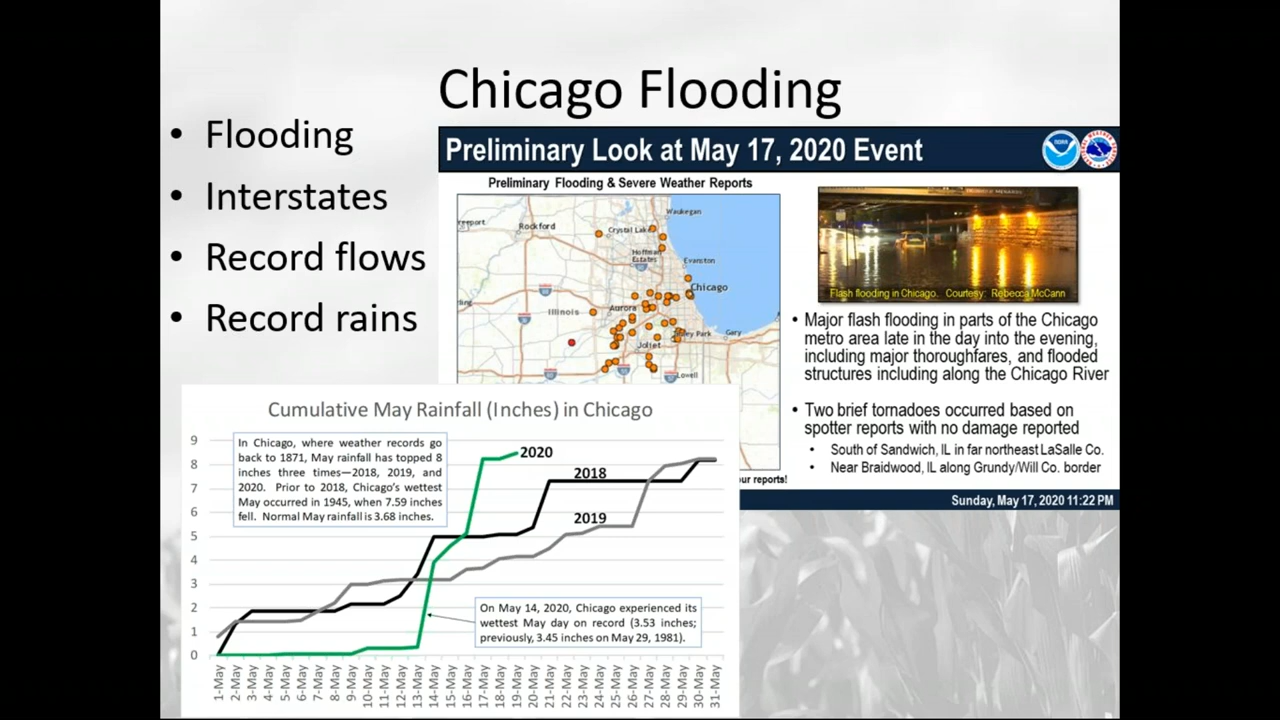 Chicago Flooding
• Flooding
• Interstates
• Record flows
• Record rains
Preliminary Look at May 17, 2020 Event
Preliminary Flooding & Severe Weather Reports
Waukegan
reeport
Rockford
Crystal Lake
Hoffman
Estates
Evanston
Chicago
Aurora
Illinois
ley Park
Gary
Joliet
Lowell
our reports!
Flash flooding in Chicago. Courtesy: Rebecca McCann
• Major flash flooding in parts of the Chicago
metro area late in the day into the evening,
including major thoroughfares, and flooded
structures including along the Chicago River
• Two brief tornadoes occurred based on
spotter reports with no damage reported
• South of Sandwich, IL in far northeast LaSalle Co.
• Near Braidwood, IL along Grundy/Will Co. border
Sunday, May 17, 2020 11:22 PM
Cumulative May Rainfall (Inches) in Chicago
9
8
7
6
5
4
3
2
1
0
In Chicago, where weather records go
back to 1871, May rainfall has topped 8
inches three times—2018, 2019, and
2020. Prior to 2018, Chicago's wettest
May occurred in 1945, when 7.59 inches
fell. Normal May rainfall is 3.68 inches.
2020
2018
2019
On May 14, 2020, Chicago experienced its
wettest May day on record (3.53 inches;
previously, 3.45 inches on May 29, 1981).
1-May
2-May
3-May
4-May
5-May
6-May
7-May
8-May
9-May
10-May
11-May
12-May
13-May
14-May
15-May
16-May
17-May
18-May
19-May
20-May
21-May
22-May
23-May
24-May
25-May
26-May
27-May
28-May
29-May
30-May
31-May